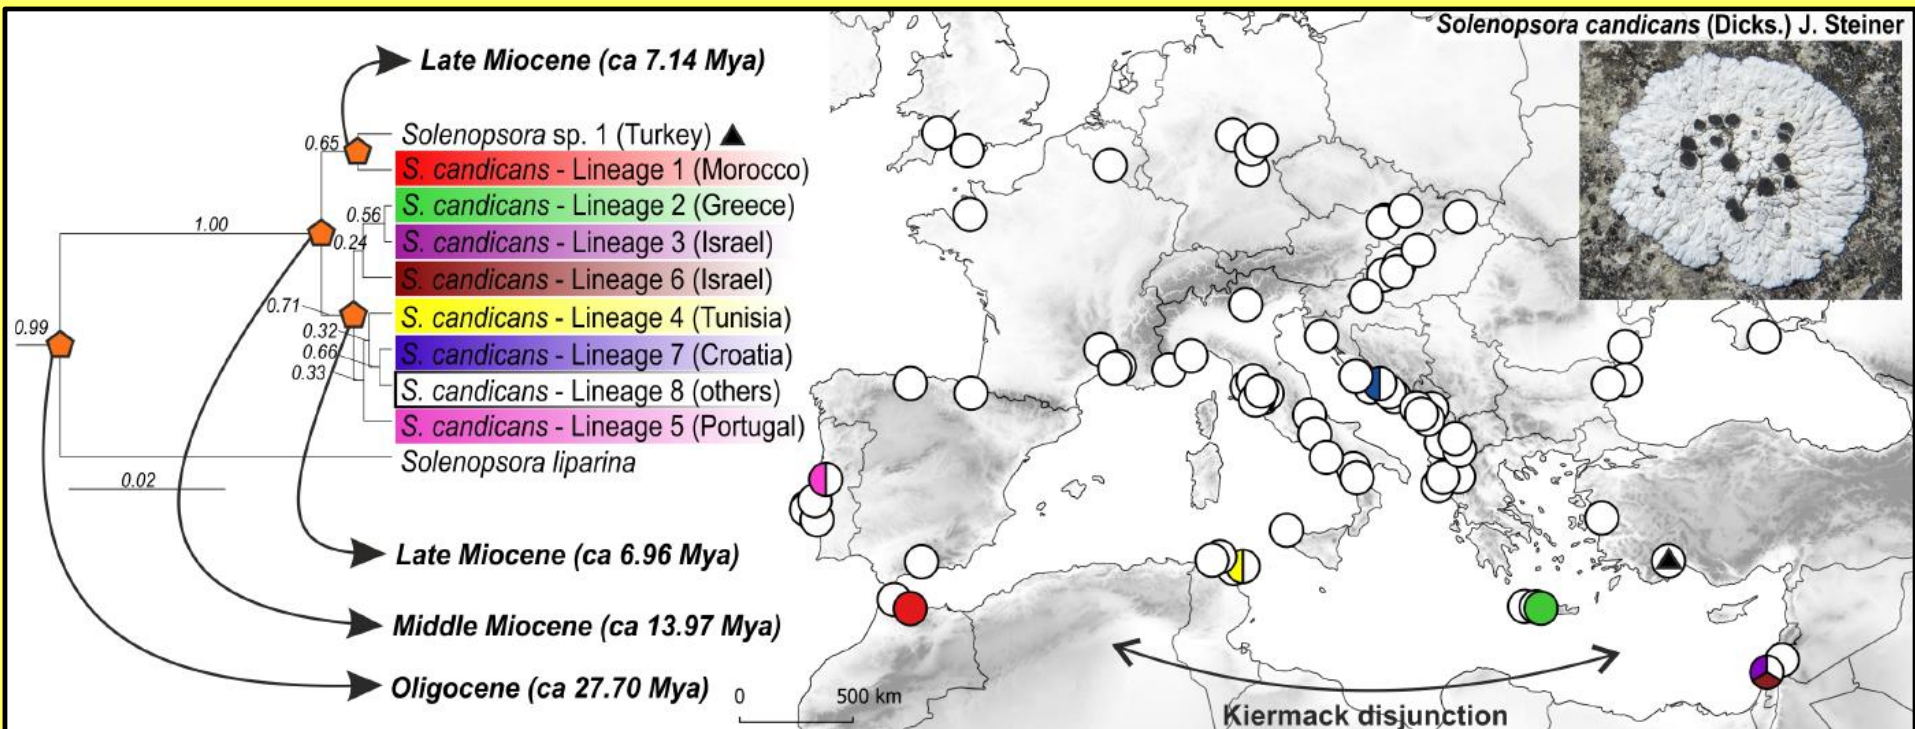 Solenopsora candicans (Dicks.) J. Steiner
Late Miocene (ca 7.14 Mya)
0.65
Solenopsora sp. 1 (Turkey)
S. candicans - Lineage 1 (Morocco)
S. candicans - Lineage 2 (Greece)
0.56
1.00
0.24
S. candicans - Lineage 3 (Israel)
S. candicans - Lineage 6 (Israel)
0.71
S. candicans - Lineage 4 (Tunisia)
0.99
0.32
0.66
S. candicans - Lineage 7 (Croatia)
0.33
S. candicans - Lineage 8 (others)
S. candicans - Lineage 5 (Portugal)
Solenopsora liparina
0.02
Late Miocene (ca 6.96 Mya)
Middle Miocene (ca 13.97 Mya)
Oligocene (ca 27.70 Mya)
0 500 km
Kiermack disjunction